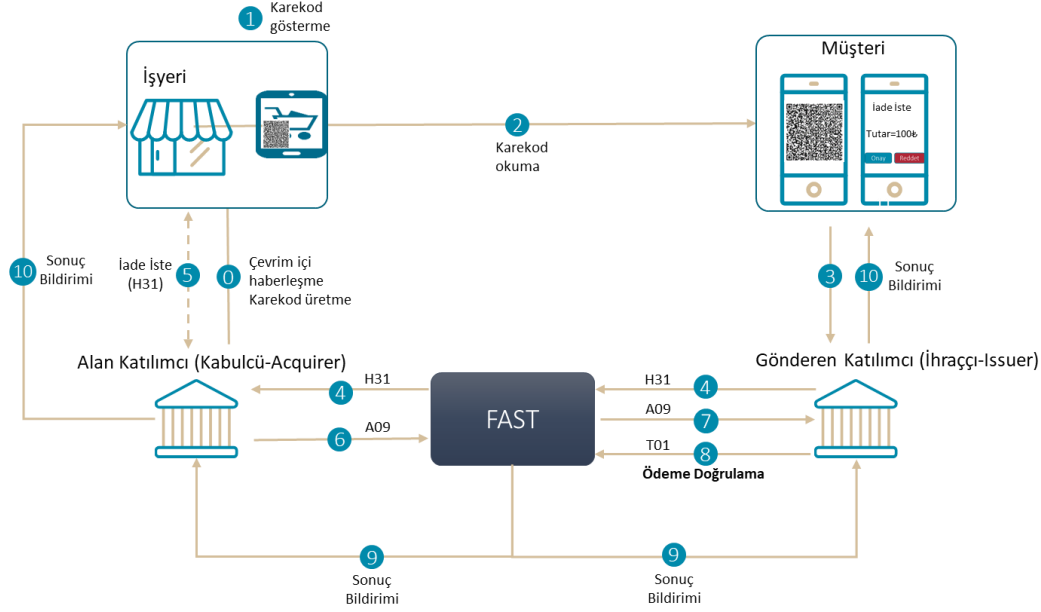 1
Karekod
gösterme
İşyeri
Müşteri
2
Karekod
okuma
İade İste
Tutar=100₺
Onay
Reddet
10
Sonuç
Bildirimi
İade İste
(H31)
5
0
Çevrim içi
haberleşme
Karekod üretme
3
10
Sonuç
Bildirimi
Alan Katılımcı (Kabulcü-Acquirer)
Gönderen Katılımcı (İhraççı-Issuer)
H31
4
A09
6
FAST
H31
4
A09
7
T01
8
Ödeme Doğrulama
9
Sonuç
Bildirimi
9
Sonuç
Bildirimi